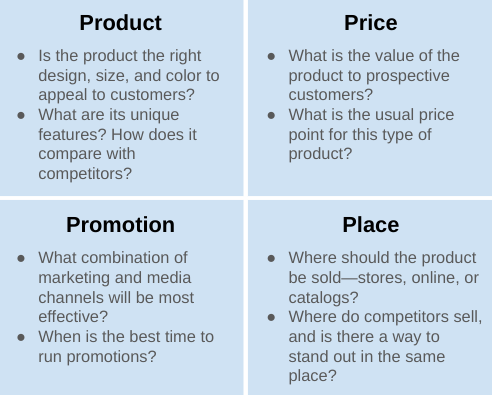 Product
● Is the product the right
design, size, and color to
appeal to customers?
● What are its unique
features? How does it
compare with
competitors?
Price
● What is the value of the
product to prospective
customers?
● What is the usual price
point for this type of
product?
Promotion
● What combination of
marketing and media
channels will be most
effective?
● When is the best time to
run promotions?
Place
● Where should the product
be sold—stores, online, or
catalogs?
● Where do competitors sell,
and is there a way to
stand out in the same
place?